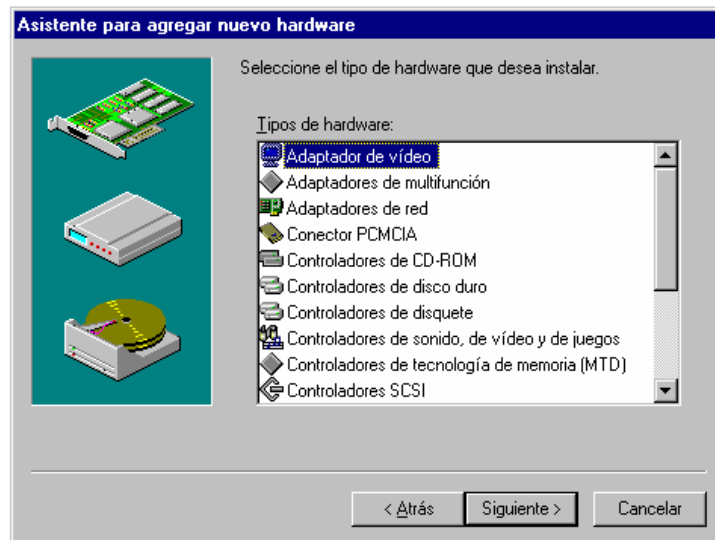 Asistente para agregar nuevo hardware
Seleccione el tipo de hardware que desea instalar.
Tipos de hardware:
Adaptador de vídeo
Adaptadores de multifunción
Adaptadores de red
Conector PCMCIA
Controladores de CD-ROM
Controladores de disco duro
Controladores de disquete
Controladores de sonido, de vídeo y de juegos
Controladores de tecnología de memoria (MTD)
Controladores SCSI
< Atrás
Siguiente >
Cancelar